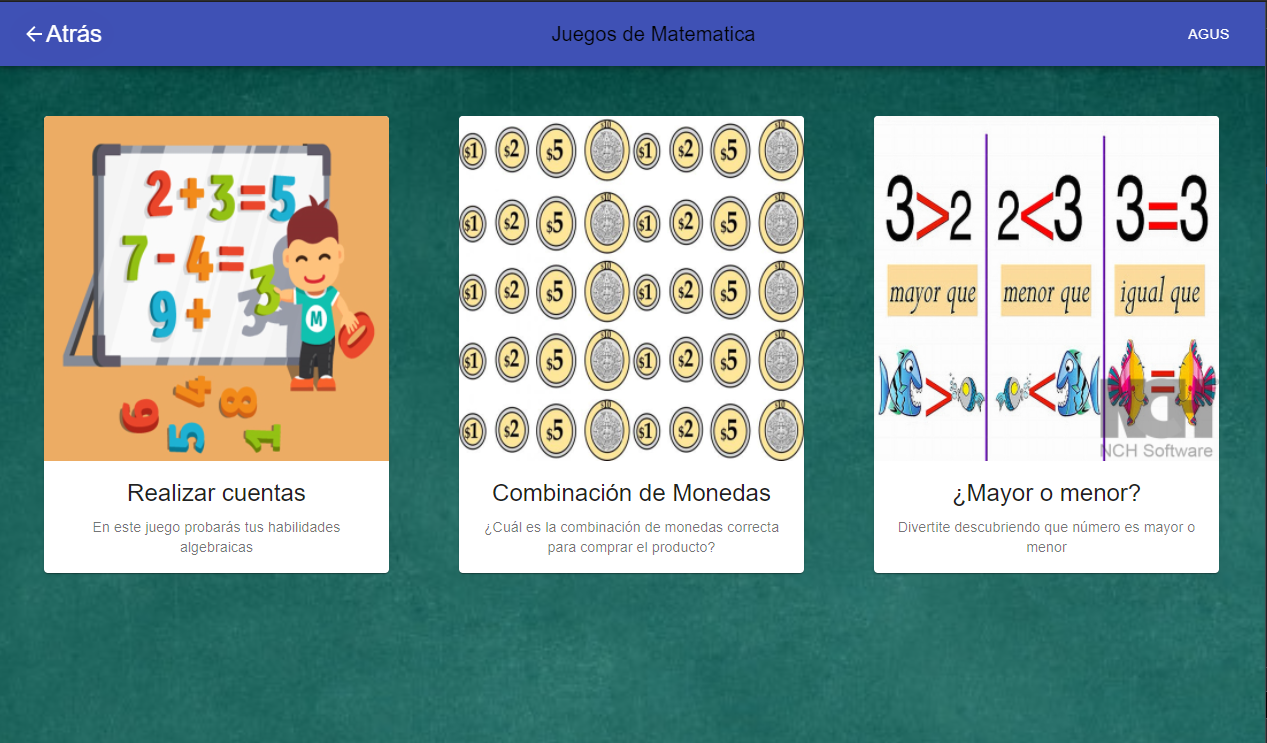 Atrás
Juegos de Matematica
AGUS
2+3=5
7-4=
3
9+
M
6 5 4 8 1
Realizar cuentas
En este juego probarás tus habilidades
algebraicas
$1 $2 $5 $10 $1 $2 $5 $10
$1 $2 $5 $10 $1 $2 $5 $10
$1 $2 $5 $10 $1 $2 $5 $10
$1 $2 $5 $10 $1 $2 $5 $10
$1 $2 $5 $10 $1 $2 $5 $10
Combinación de Monedas
¿Cuál es la combinación de monedas correcta
para comprar el producto?
3>2 2<3 3=3
mayor que menor que igual que
> < =
NCH
NCH Software
¿Mayor o menor?
Divertite descubriendo que número es mayor o
menor